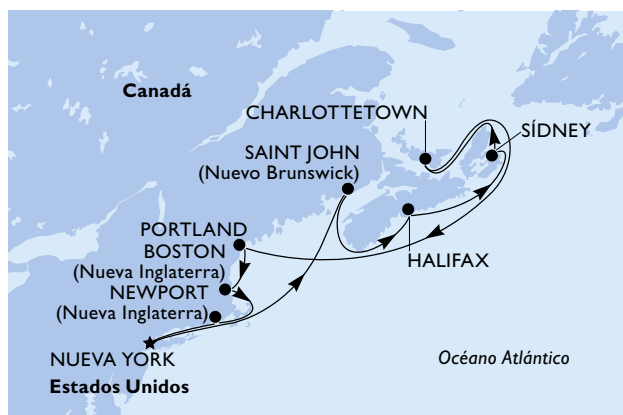 Canadá
CHARLOTTETOWN
SÍDNEY
SAINT JOHN
(Nuevo Brunswick)
PORTLAND
BOSTON
(Nueva Inglaterra)
HALIFAX
NEWPORT
(Nueva Inglaterra)
NUEVA YORK
Océano Atlántico
Estados Unidos